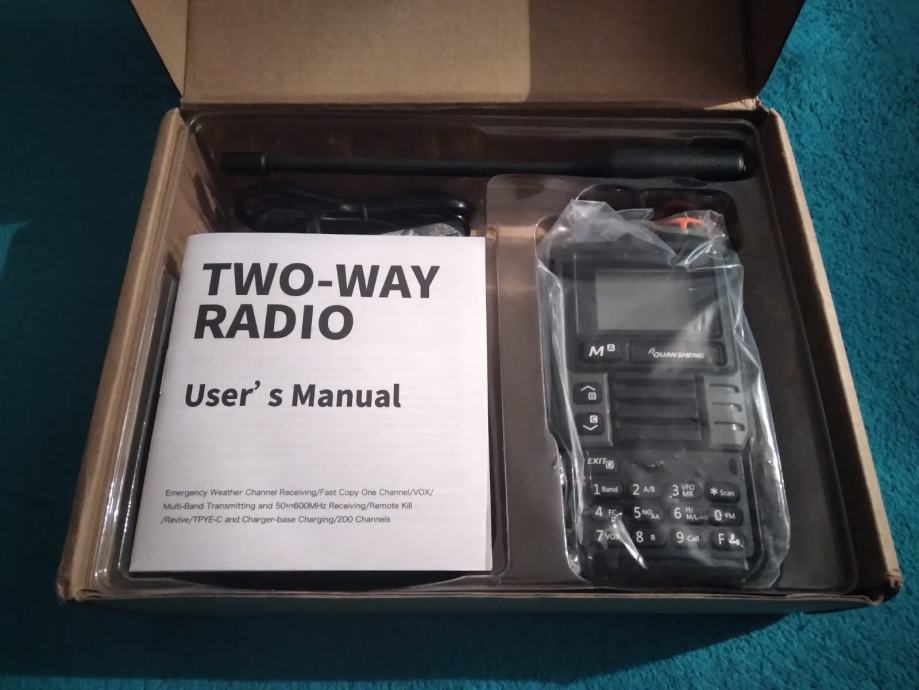 TWO-WAY
RADIO
User's Manual
Emergency Weather Channel Receiving/Fast Copy One Channel/VOX/
Multi-Band Transmitting and 50⇋600MHz Receiving/Remote Kill
/Revive/TPYE-C and Charger-base Charging/200 Channels
M A
QUANSHENG
B
C
EXIT D
1 Band 2 A/B 3 VFO MR * Scan
4 FC 5 NOAA 6 H/M/L 0 FM
7 VOX 8 R 9 Call F